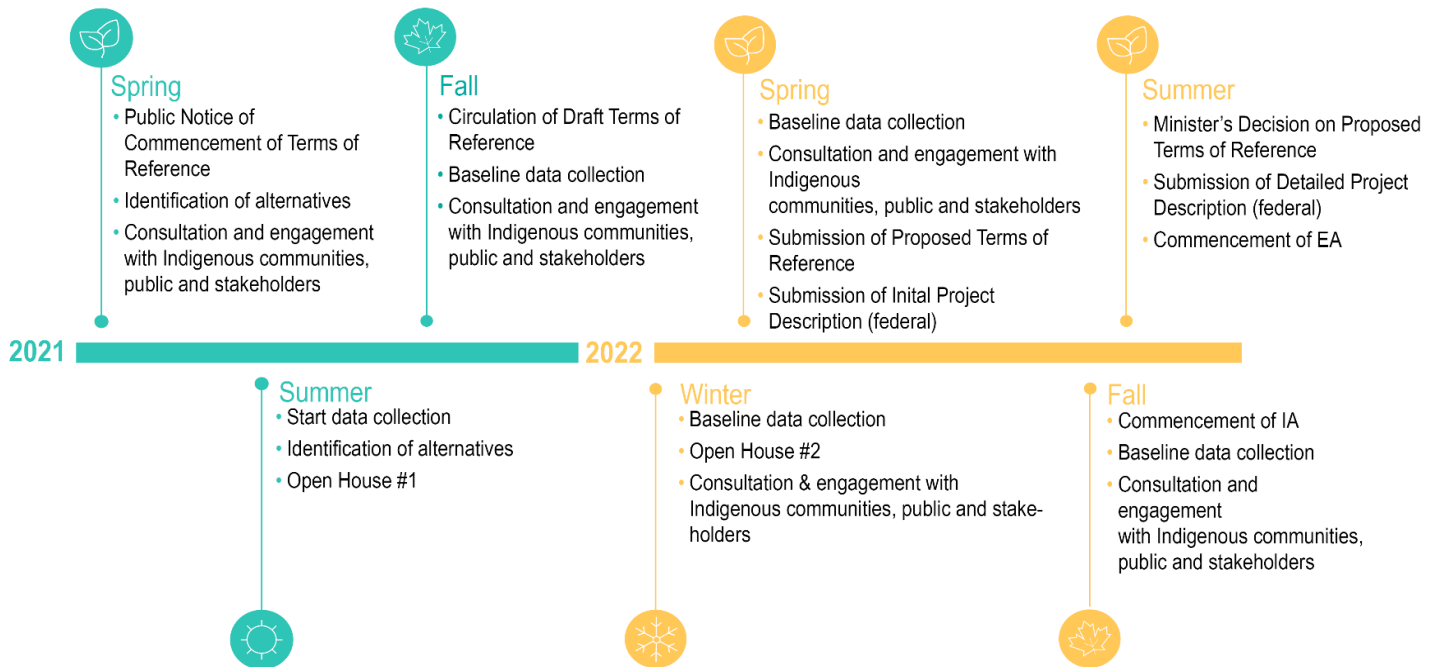 Spring
• Public Notice of
Commencement of Terms of
Reference
• Identification of alternatives
• Consultation and engagement
with Indigenous communities,
public and stakeholders
Fall
• Circulation of Draft Terms of
Reference
• Baseline data collection
• Consultation and engagement
with Indigenous communities,
public and stakeholders
Spring
• Baseline data collection
• Consultation and engagement with
Indigenous
communities, public and stakeholders
• Submission of Proposed Terms of
Reference
• Submission of Inital Project
Description (federal)
Summer
• Minister’s Decision on Proposed
Terms of Reference
• Submission of Detailed Project
Description (federal)
• Commencement of EA
2021
2022
Summer
• Start data collection
• Identification of alternatives
• Open House #1
Winter
• Baseline data collection
• Open House #2
• Consultation & engagement with
Indigenous communities, public and stake-
holders
Fall
• Commencement of IA
• Baseline data collection
• Consultation and
engagement
with Indigenous communities,
public and stakeholders